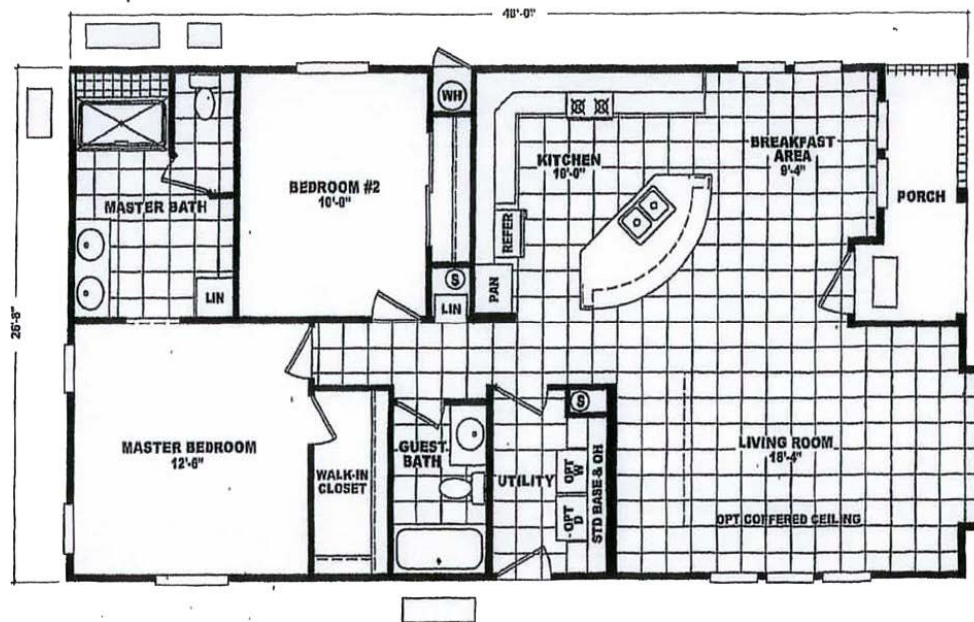 48'-0"
26'-8"
WH
BEDROOM #2
10'-0"
MASTER BATH
LIN
S
LIN
REFER
PAN
KITCHEN
10'-0"
BREAKFAST
AREA
9'-4"
PORCH
MASTER BEDROOM
12'-6"
WALK-IN
CLOSET
GUEST
BATH
UTILITY
S
OPT
W
OPT
D
STD BASE & OH
LIVING ROOM
18'-4"
OPT COFFERED CEILING